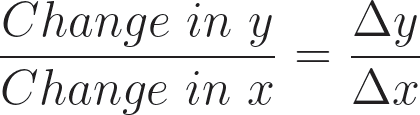 Change in y / Change in x = Δy / Δx